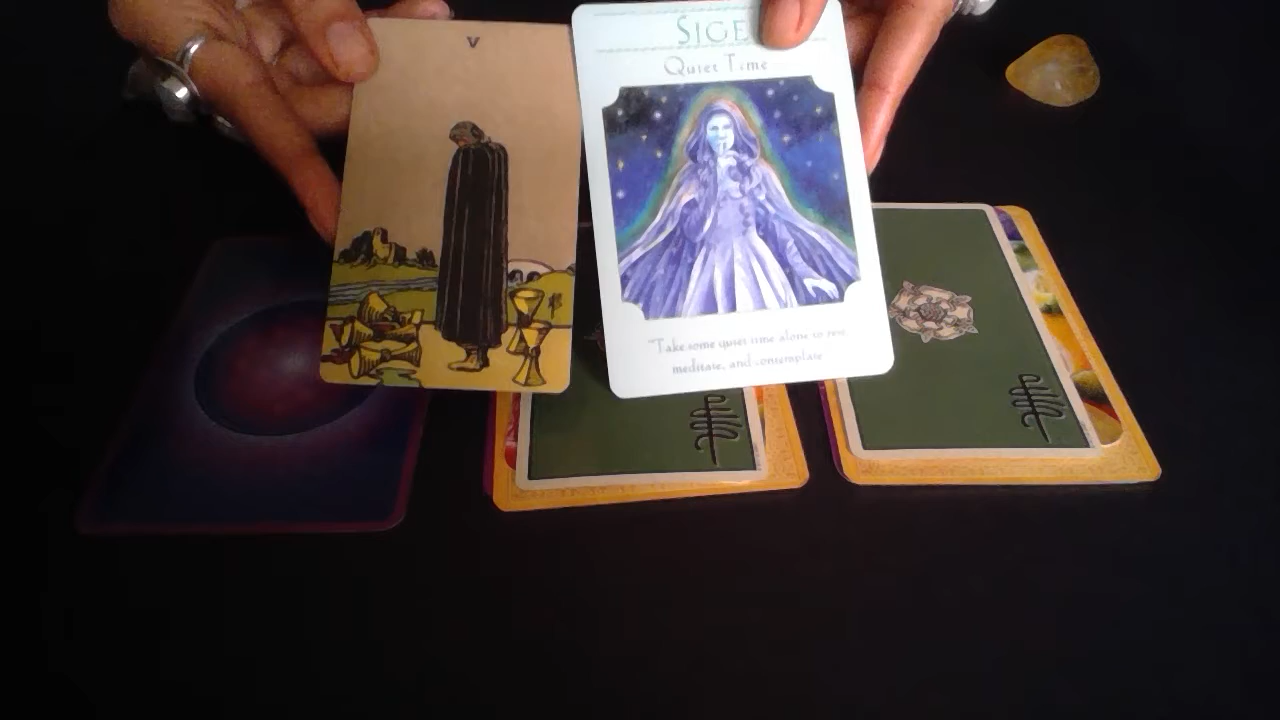 V
SIGE
Quiet Time
"Take some quiet time alone to rest
meditate, and contemplate